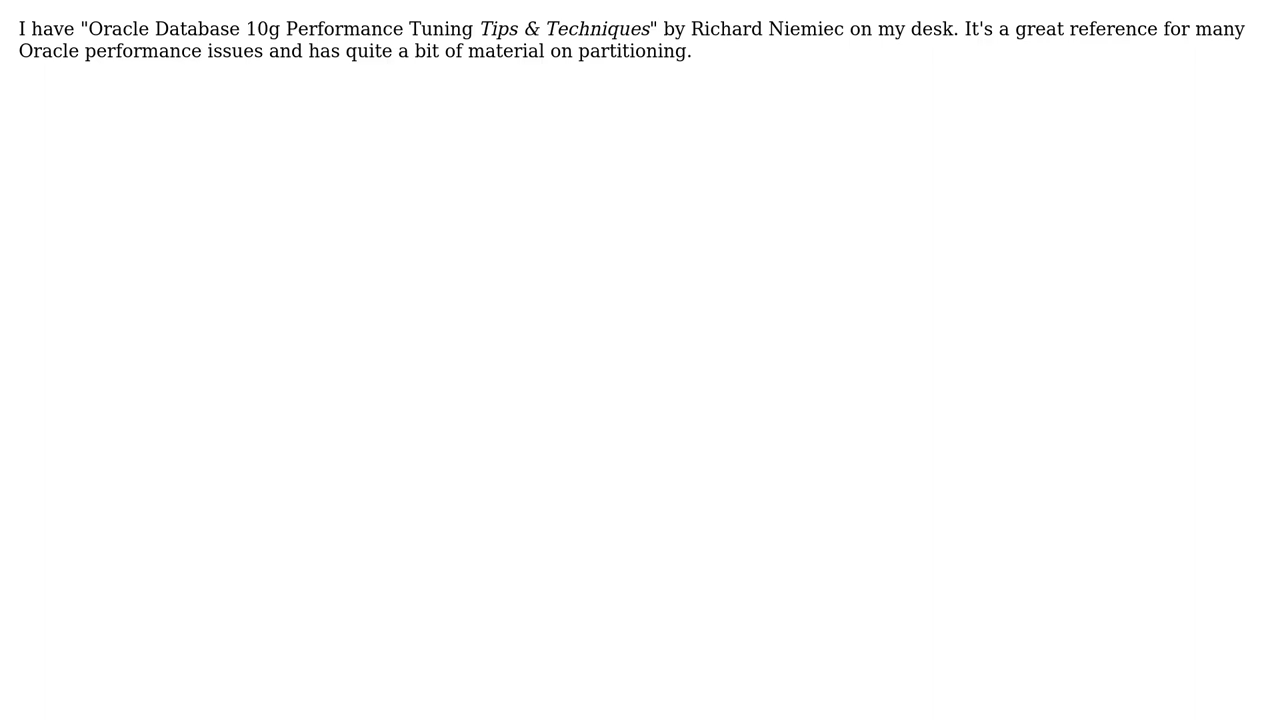 I have "Oracle Database 10g Performance Tuning Tips & Techniques" by Richard Niemiec on my desk. It's a great reference for many
Oracle performance issues and has quite a bit of material on partitioning.